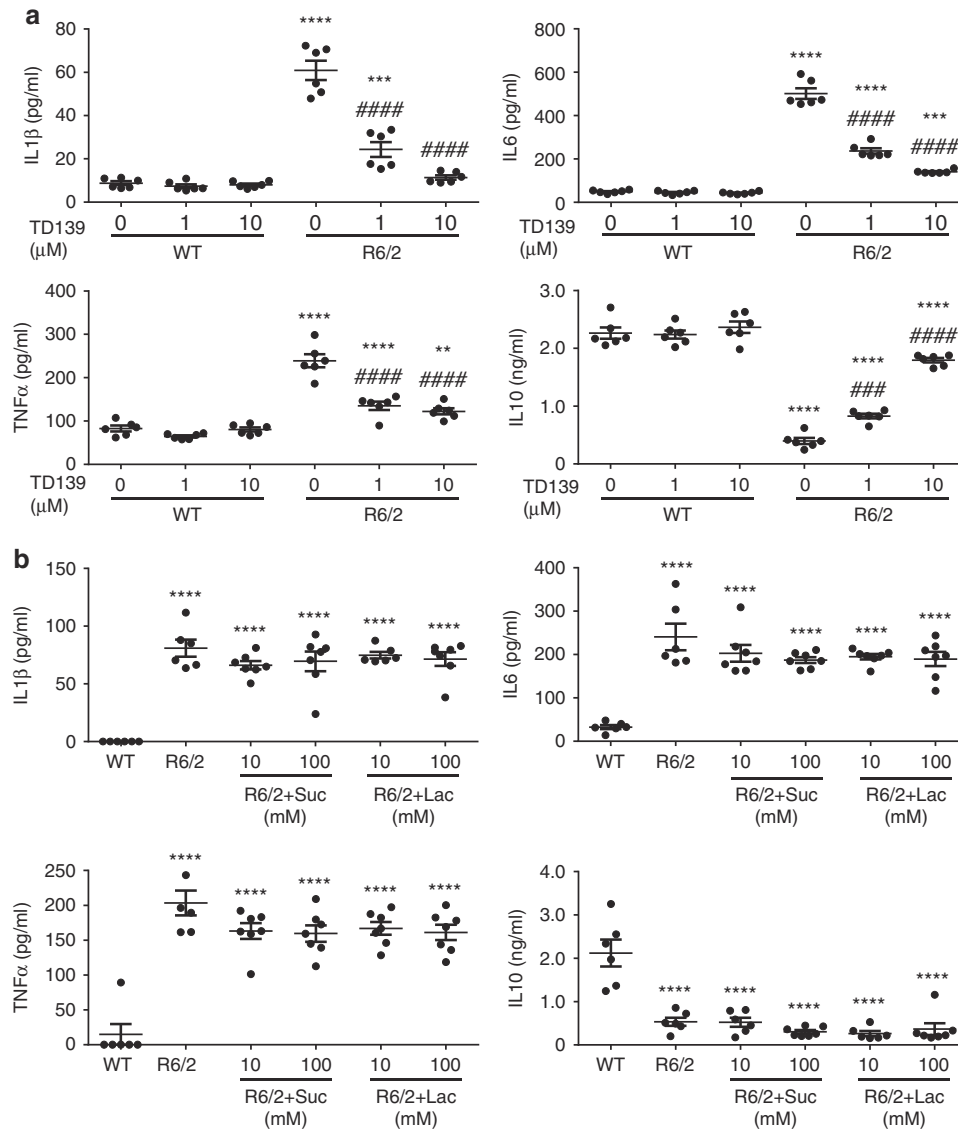 a
IL1β (pg/ml)
80
60
40
20
0
****
***
####
####
TD139
(μM)
0 1 10 0 1 10
WT R6/2
IL6 (pg/ml)
800
600
400
200
0
****
****
####
***
####
TD139
(μM)
0 1 10 0 1 10
WT R6/2
TNFα (pg/ml)
400
300
200
100
0
****
****
####
**
####
TD139
(μM)
0 1 10 0 1 10
WT R6/2
IL10 (ng/ml)
3.0
2.0
1.0
0
****
****
###
****
####
TD139
(μM)
0 1 10 0 1 10
WT R6/2
b
IL1β (pg/ml)
150
100
50
0
**** **** **** **** ****
WT R6/2 10 100 10 100
R6/2+Suc R6/2+Lac
(mM) (mM)
IL6 (pg/ml)
400
300
200
100
0
**** **** **** **** ****
WT R6/2 10 100 10 100
R6/2+Suc R6/2+Lac
(mM) (mM)
TNFα (pg/ml)
250
200
150
100
50
0
**** **** **** **** ****
WT R6/2 10 100 10 100
R6/2+Suc R6/2+Lac
(mM) (mM)
IL10 (ng/ml)
4.0
3.0
2.0
1.0
0
**** **** **** **** ****
WT R6/2 10 100 10 100
R6/2+Suc R6/2+Lac
(mM) (mM)